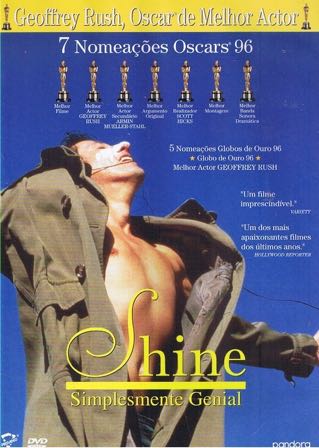 Geoffrey Rush, Oscar de Melhor Actor
7 Nomeações Oscars' 96
Melhor
Filme
Melhor
Actor
GEOFFREY
RUSH
Melhor
Actor
Secundário
ARMIN
MUELLER-STAHL
Melhor
Argumento
Original
Melhor
Realizador
SCOTT
HICKS
Melhor
Montagem
Melhor
Banda
Sonora
Dramática
5 Nomeações Globos de Ouro 96
★ Globo de Ouro 96 ★
Melhor Actor GEOFFREY RUSH
"Um filme
imprescindível."
VARIETY
"Um dos mais
apaixonantes filmes
dos últimos anos."
HOLLYWOOD REPORTER
Shine
Simplesmente Genial
DVD
VIDEO
pandora